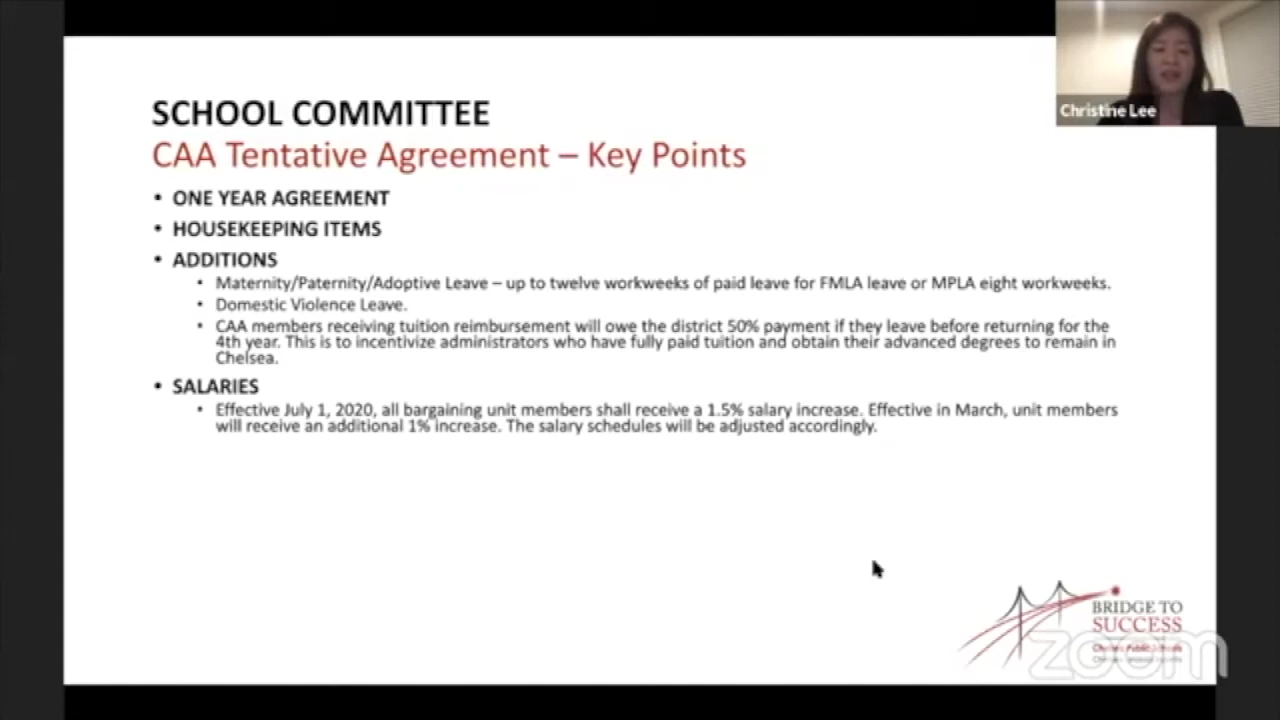 Christine Lee
SCHOOL COMMITTEE
CAA Tentative Agreement – Key Points
• ONE YEAR AGREEMENT
• HOUSEKEEPING ITEMS
• ADDITIONS
• Maternity/Paternity/Adoptive Leave – up to twelve workweeks of paid leave for FMLA leave or MPLA eight workweeks.
• Domestic Violence Leave.
• CAA members receiving tuition reimbursement will owe the district 50% payment if they leave before returning for the
4th year. This is to incentivize administrators who have fully paid tuition and obtain their advanced degrees to remain in
Chelsea.
• SALARIES
• Effective July 1, 2020, all bargaining unit members shall receive a 1.5% salary increase. Effective in March, unit members
will receive an additional 1% increase. The salary schedules will be adjusted accordingly.
BRIDGE TO
SUCCESS
Chelsea Public Schools
zoom